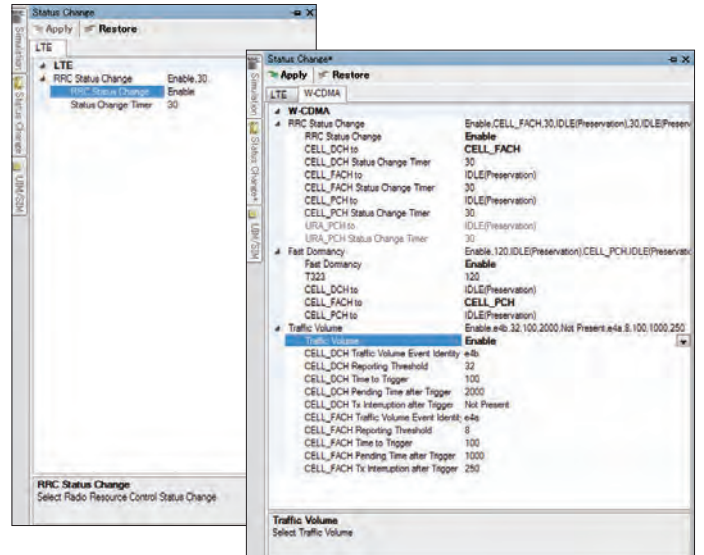 Status Change
Apply Restore
LTE
LTE
RRC Status Change Enable,30
RRC Status Change Enable
Status Change Timer 30
RRC Status Change
Select Radio Resource Control Status Change
Simulation
Status Change
UIM/SIM
Status Change*
Apply Restore
LTE W-CDMA
W-CDMA
RRC Status Change Enable,CELL_FACH,30,IDLE(Preservation),30,IDLE(Preserv
RRC Status Change Enable
CELL_DCH to CELL_FACH
CELL_DCH Status Change Timer 30
CELL_FACH to IDLE(Preservation)
CELL_FACH Status Change Timer 30
CELL_PCH to IDLE(Preservation)
CELL_PCH Status Change Timer 30
URA_PCH to IDLE(Preservation)
URA_PCH Status Change Timer 30
Fast Dormancy Enable,120,IDLE(Preservation),CELL_PCH,IDLE(Preservatio
Fast Dormancy Enable
T323 120
CELL_DCH to IDLE(Preservation)
CELL_FACH to CELL_PCH
CELL_PCH to IDLE(Preservation)
Traffic Volume Enable,e4b,32,100,2000,Not Present,e4a,8,100,1000,250
Traffic Volume Enable
CELL_DCH Traffic Volume Event Identity e4b
CELL_DCH Reporting Threshold 32
CELL_DCH Time to Trigger 100
CELL_DCH Pending Time after Trigger 2000
CELL_DCH Tx Interruption after Trigger Not Present
CELL_FACH Traffic Volume Event Identit; e4a
CELL_FACH Reporting Threshold 8
CELL_FACH Time to Trigger 100
CELL_FACH Pending Time after Trigger 1000
CELL_FACH Tx Interruption after Trigger 250
Traffic Volume
Select Traffic Volume
Simulation
Status Change*
UIM/SIM